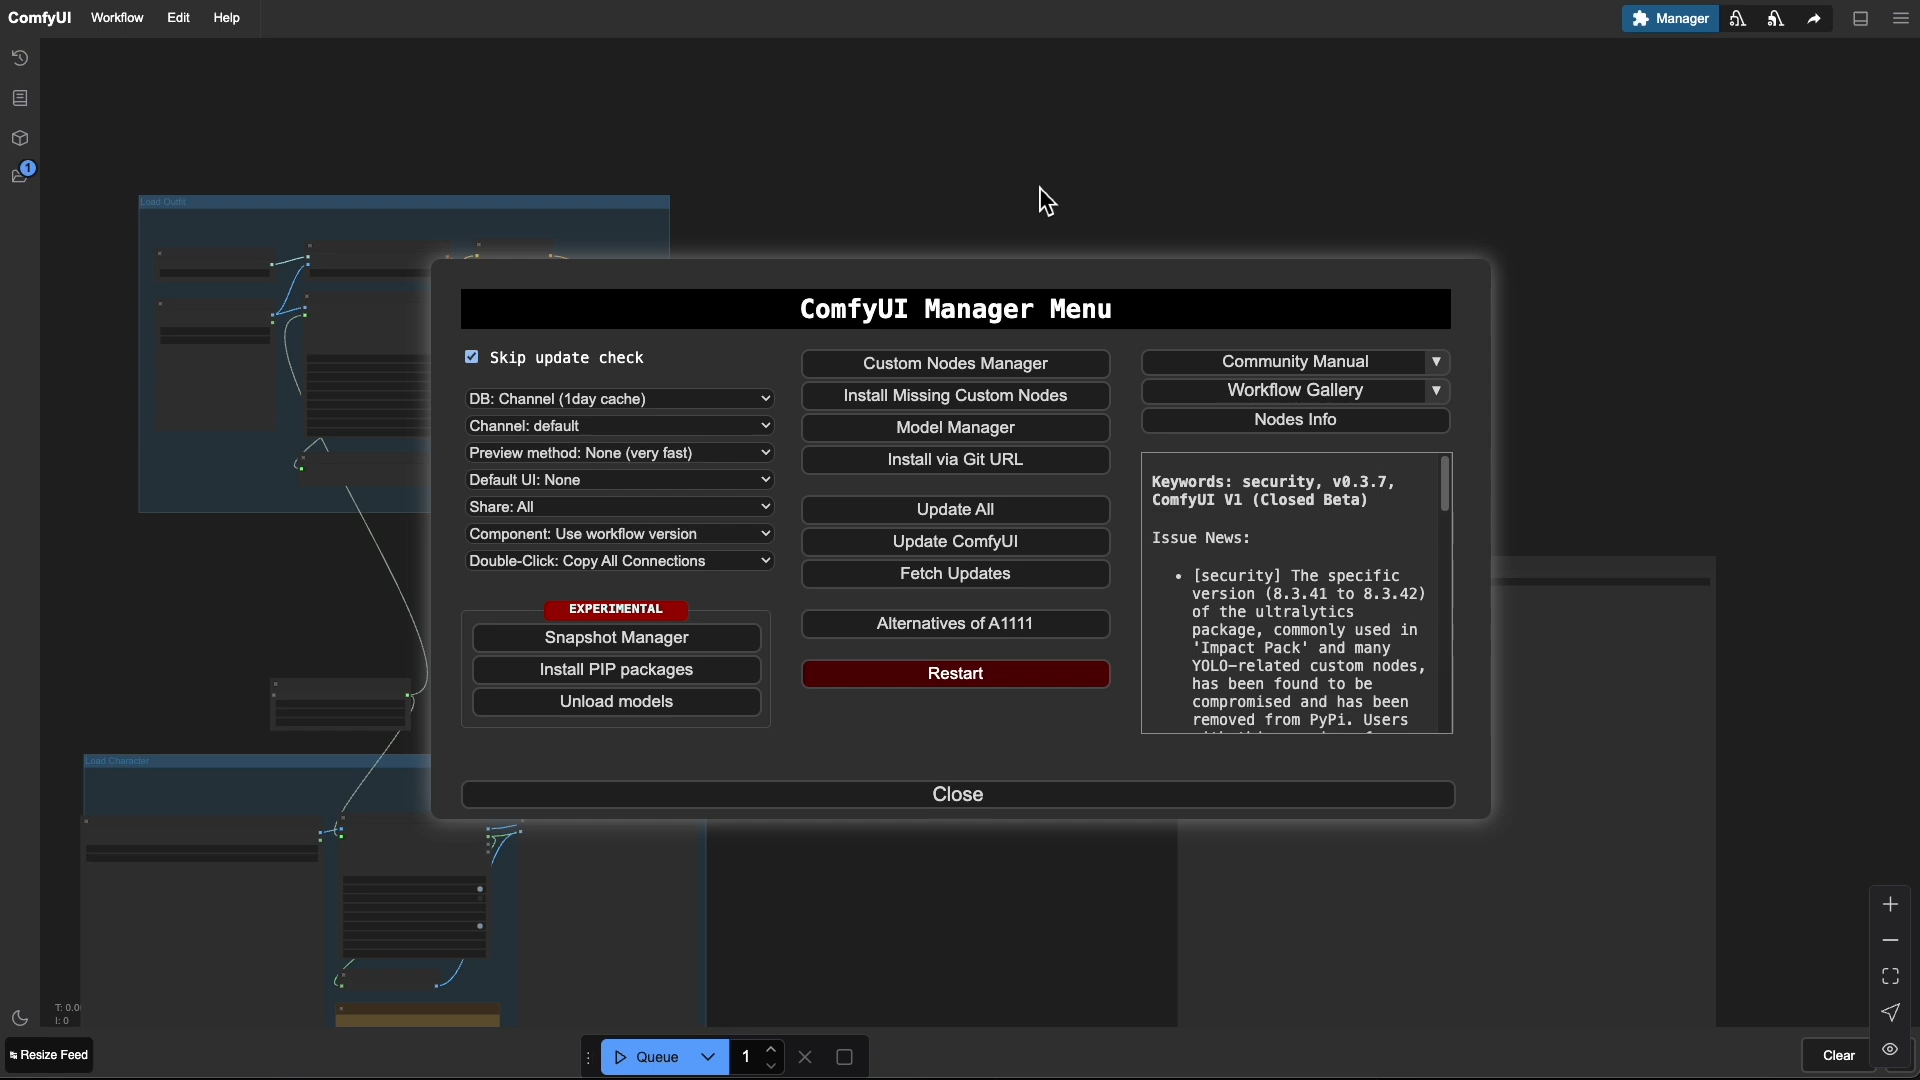 ComfyUI Workflow Edit Help
Manager
1
Load Outfit
ComfyUI Manager Menu
Skip update check
DB: Channel (1day cache)
Channel: default
Preview method: None (very fast)
Default UI: None
Share: All
Component: Use workflow version
Double-Click: Copy All Connections
EXPERIMENTAL
Snapshot Manager
Install PIP packages
Unload models
Custom Nodes Manager
Install Missing Custom Nodes
Model Manager
Install via Git URL
Update All
Update ComfyUI
Fetch Updates
Alternatives of A1111
Restart
Community Manual
Workflow Gallery
Nodes Info
Keywords: security, v0.3.7,
ComfyUI V1 (Closed Beta)
Issue News:
• [security] The specific
version (8.3.41 to 8.3.42)
of the ultralytics
package, commonly used in
'Impact Pack' and many
YOLO-related custom nodes,
has been found to be
compromised and has been
removed from PyPi. Users
Close
Load Character
T: 0.0
I: 0
Resize Feed
Queue
1
Clear